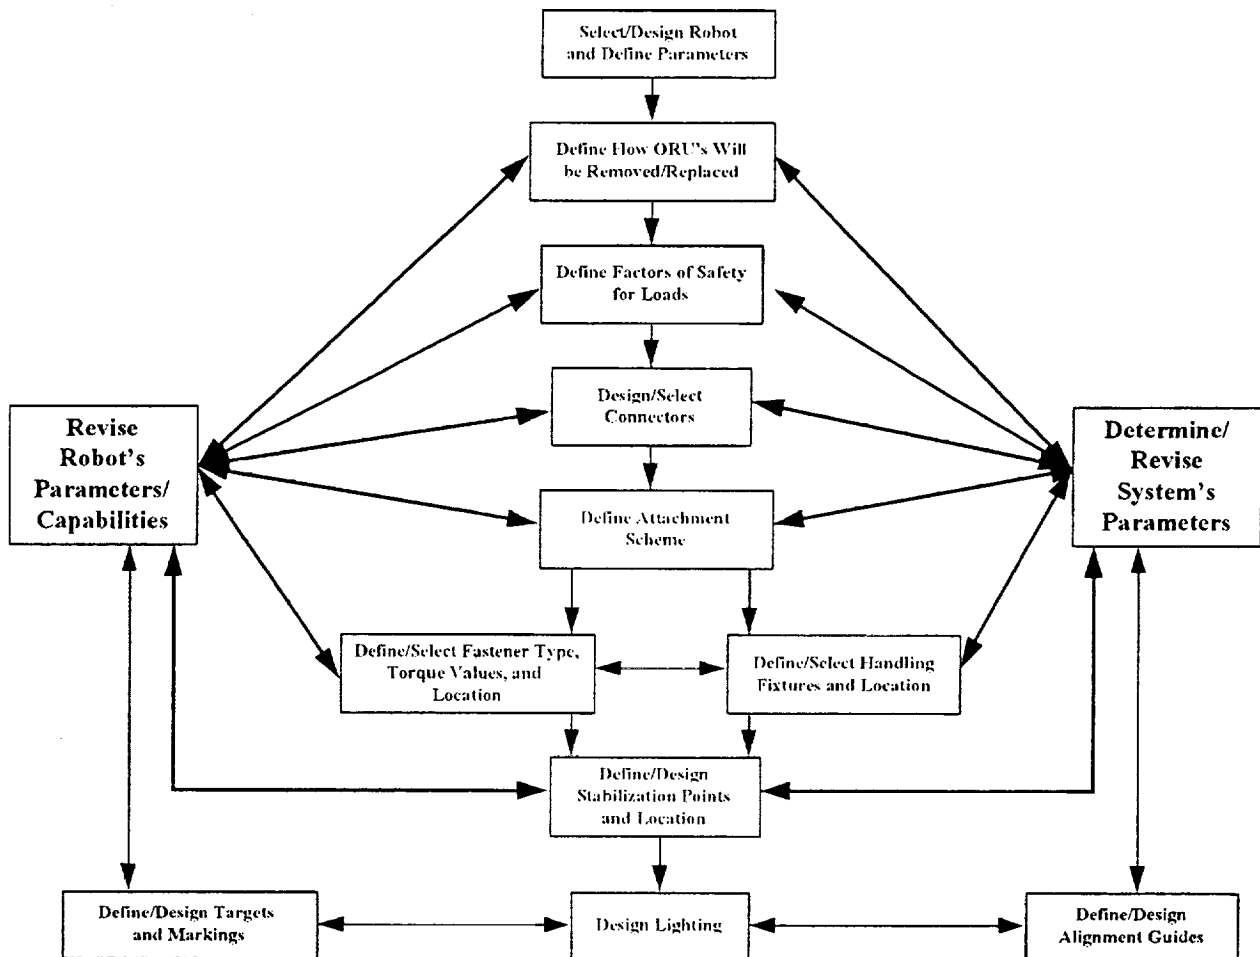 Select/Design Robot
and Define Parameters
Define How ORU's Will
be Removed/Replaced
Define Factors of Safety
for Loads
Design/Select
Connectors
Revise
Robot's
Parameters/
Capabilities
Determine/
Revise
System's
Parameters
Define Attachment
Scheme
Define/Select Fastener Type,
Torque Values, and
Location
Define/Select Handling
Fixtures and Location
Define/Design
Stabilization Points
and Location
Define/Design Targets
and Markings
Design Lighting
Define/Design
Alignment Guides